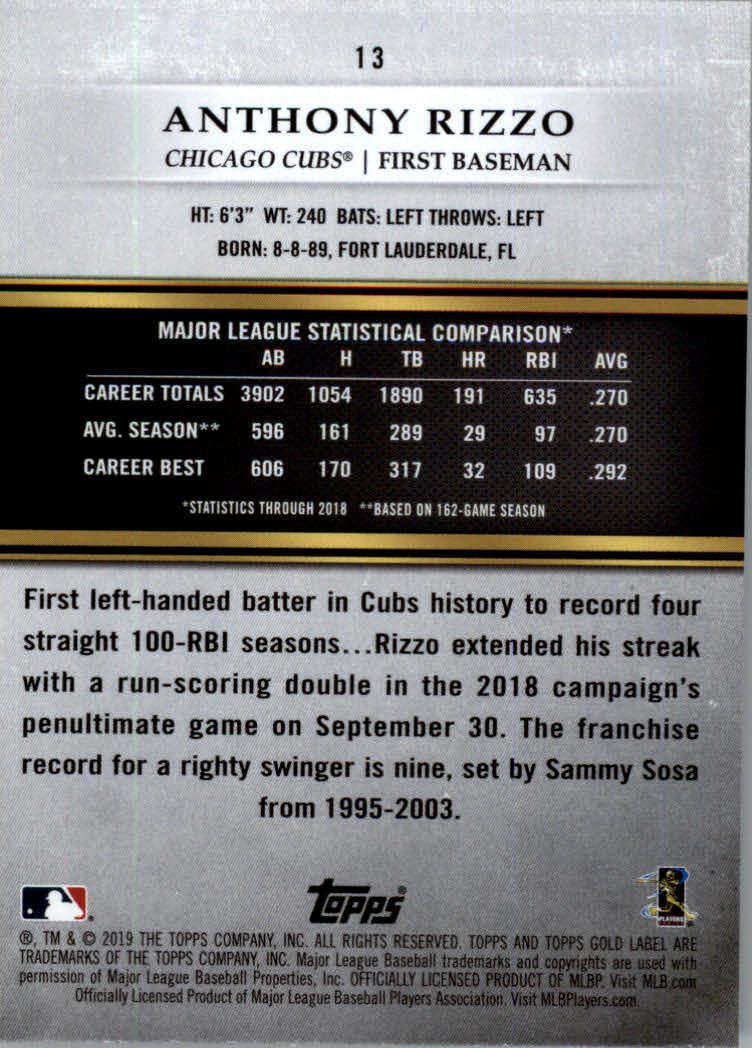 13
ANTHONY RIZZO
CHICAGO CUBS® | FIRST BASEMAN
HT: 6'3" WT: 240 BATS: LEFT THROWS: LEFT
BORN: 8-8-89, FORT LAUDERDALE, FL
MAJOR LEAGUE STATISTICAL COMPARISON*
AB H TB HR RBI AVG
CAREER TOTALS 3902 1054 1890 191 635 .270
AVG. SEASON** 596 161 289 29 97 .270
CAREER BEST 606 170 317 32 109 .292
*STATISTICS THROUGH 2018 **BASED ON 162-GAME SEASON
First left-handed batter in Cubs history to record four
straight 100-RBI seasons...Rizzo extended his streak
with a run-scoring double in the 2018 campaign's
penultimate game on September 30. The franchise
record for a righty swinger is nine, set by Sammy Sosa
from 1995-2003.
Topps®
PLAYERS
®, TM & © 2019 THE TOPPS COMPANY, INC. ALL RIGHTS RESERVED. TOPPS AND TOPPS GOLD LABEL ARE
TRADEMARKS OF THE TOPPS COMPANY, INC. Major League Baseball trademarks and copyrights are used with
permission of Major League Baseball Properties, Inc. OFFICIALLY LICENSED PRODUCT OF MLBP. Visit MLB.com
Officially Licensed Product of Major League Baseball Players Association. Visit MLBPlayers.com